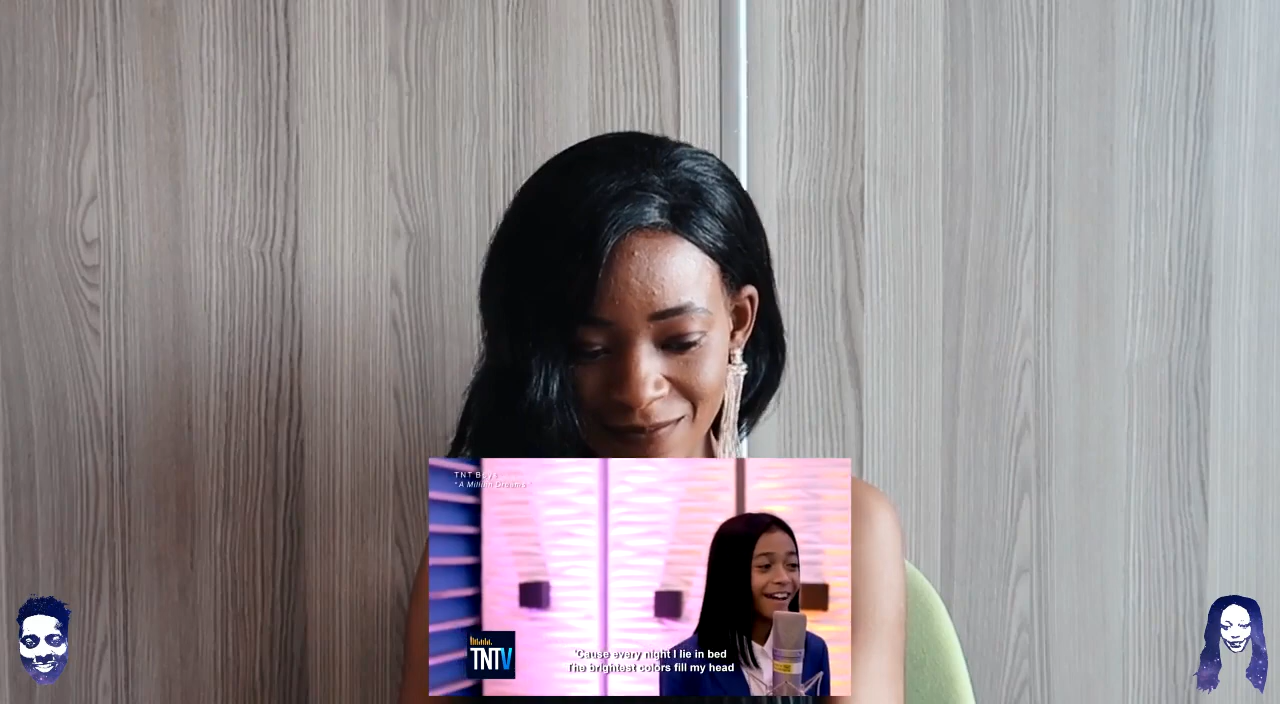 TNT Boys
"A Million Dreams"
TNTV
'Cause every night I lie in bed
The brightest colors fill my head